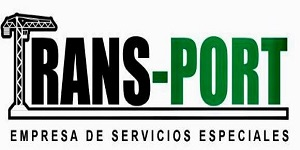 TRANS-PORT
EMPRESA DE SERVICIOS ESPECIALES